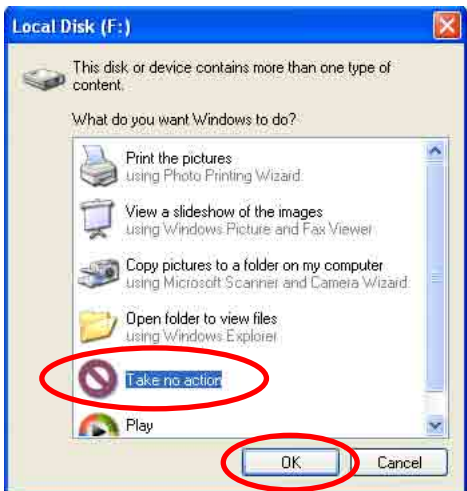 Local Disk (F:)
This disk or device contains more than one type of
content.
What do you want Windows to do?
Print the pictures
using Photo Printing Wizard
View a slideshow of the images
using Windows Picture and Fax Viewer
Copy pictures to a folder on my computer
using Microsoft Scanner and Camera Wizard
Open folder to view files
using Windows Explorer
Take no action
Play
OK
Cancel